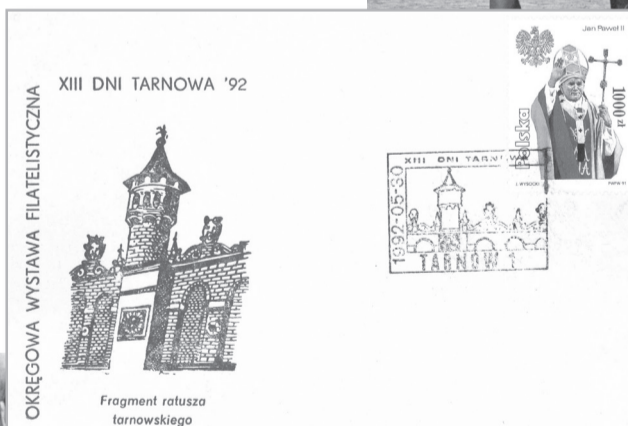 OKRĘGOWA WYSTAWA FILATELISTYCZNA
XIII DNI TARNOWA '92
Fragment ratusza
tarnowskiego
XIII DNI TARNOWA
1992-05-30
TARNÓW 1
Jan Paweł II
1000 zł
Polska